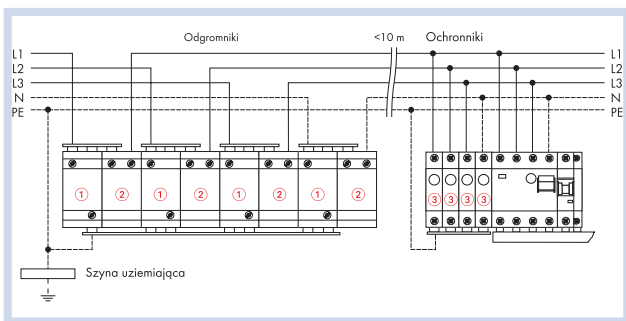 Odgromniki <10 m Ochronniki
L1 L1
L2 L2
L3 L3
N N
PE PE
1 2 1 2 1 2 1 2 3 3 3 3
Szyna uziemiająca